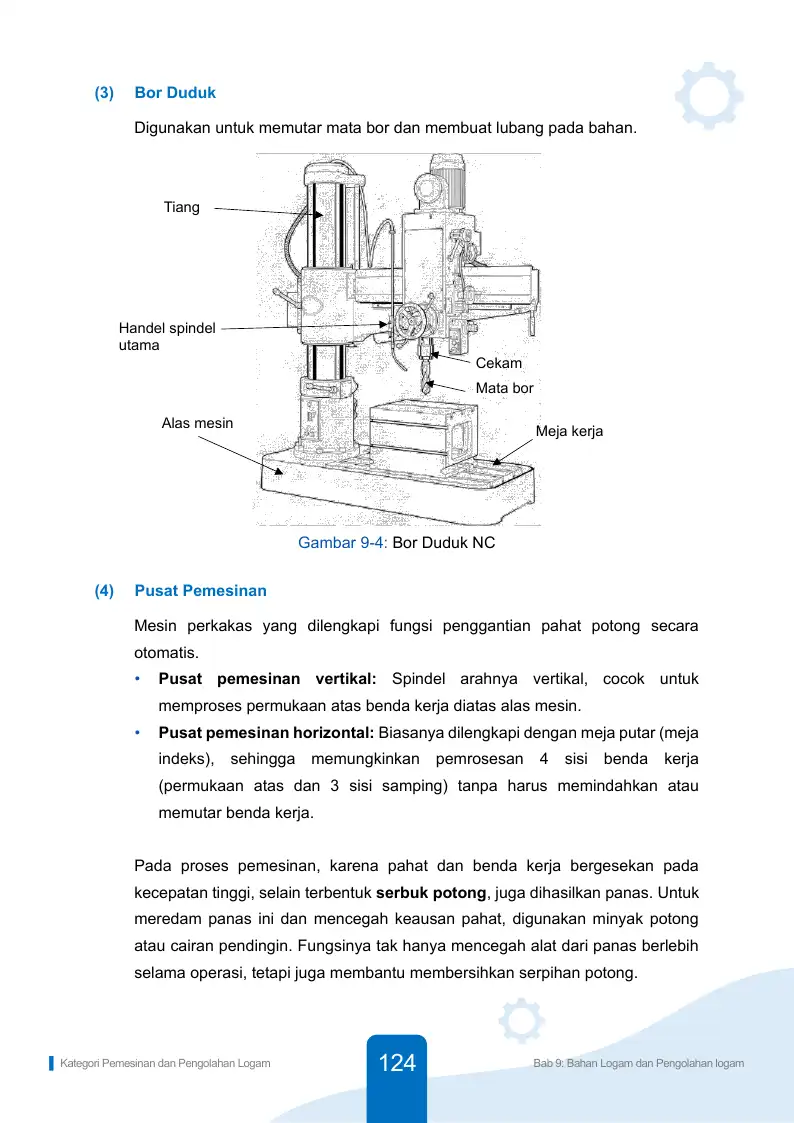 (3) Bor Duduk
Digunakan untuk memutar mata bor dan membuat lubang pada bahan.
Tiang
Handel spindel
utama
Cekam
Mata bor
Alas mesin
Meja kerja
Gambar 9-4: Bor Duduk NC
(4) Pusat Pemesinan
Mesin perkakas yang dilengkapi fungsi penggantian pahat potong secara
otomatis.
• Pusat pemesinan vertikal: Spindel arahnya vertikal, cocok untuk
memproses permukaan atas benda kerja diatas alas mesin.
• Pusat pemesinan horizontal: Biasanya dilengkapi dengan meja putar (meja
indeks), sehingga memungkinkan pemrosesan 4 sisi benda kerja
(permukaan atas dan 3 sisi samping) tanpa harus memindahkan atau
memutar benda kerja.
Pada proses pemesinan, karena pahat dan benda kerja bergesekan pada
kecepatan tinggi, selain terbentuk serbuk potong, juga dihasilkan panas. Untuk
meredam panas ini dan mencegah keausan pahat, digunakan minyak potong
atau cairan pendingin. Fungsinya tak hanya mencegah alat dari panas berlebih
selama operasi, tetapi juga membantu membersihkan serpihan potong.
Kategori Pemesinan dan Pengolahan Logam
124
Bab 9: Bahan Logam dan Pengolahan logam